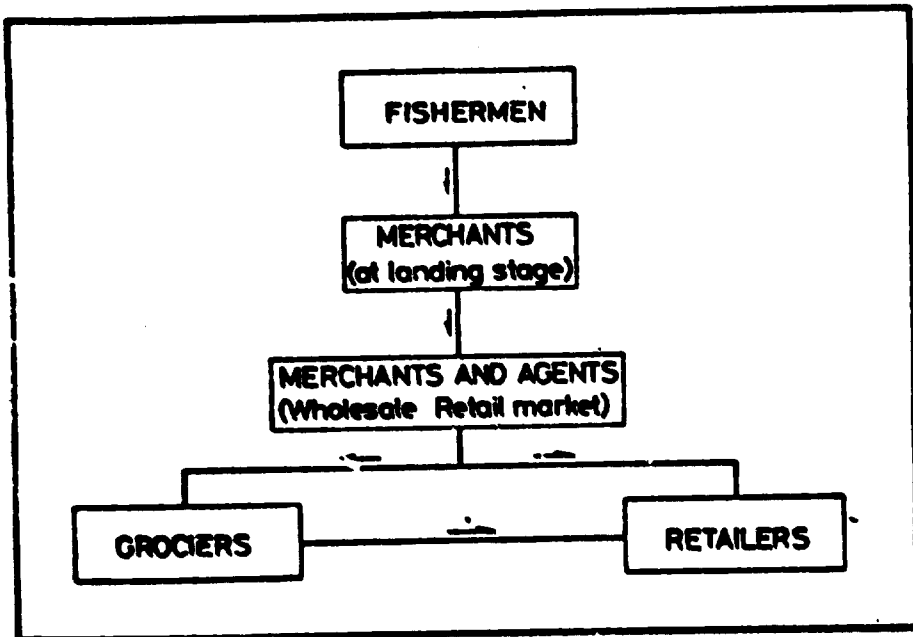 FISHERMEN
MERCHANTS
(at landing stage)
MERCHANTS AND AGENTS
(Wholesale Retail market)
GROCIERS
RETAILERS